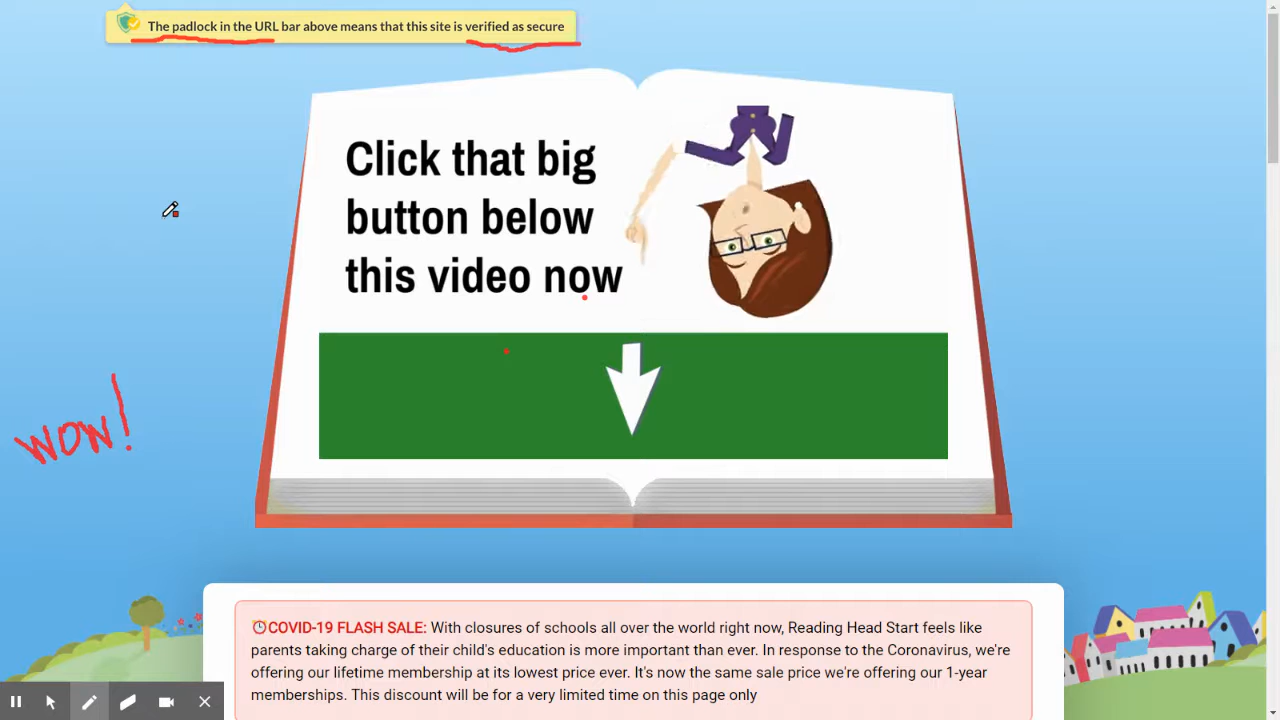 The padlock in the URL bar above means that this site is verified as secure
Click that big
button below
this video now
WOW!
COVID-19 FLASH SALE: With closures of schools all over the world right now, Reading Head Start feels like
parents taking charge of their child's education is more important than ever. In response to the Coronavirus, we're
offering our lifetime membership at its lowest price ever. It's now the same sale price we're offering our 1-year
memberships. This discount will be for a very limited time on this page only